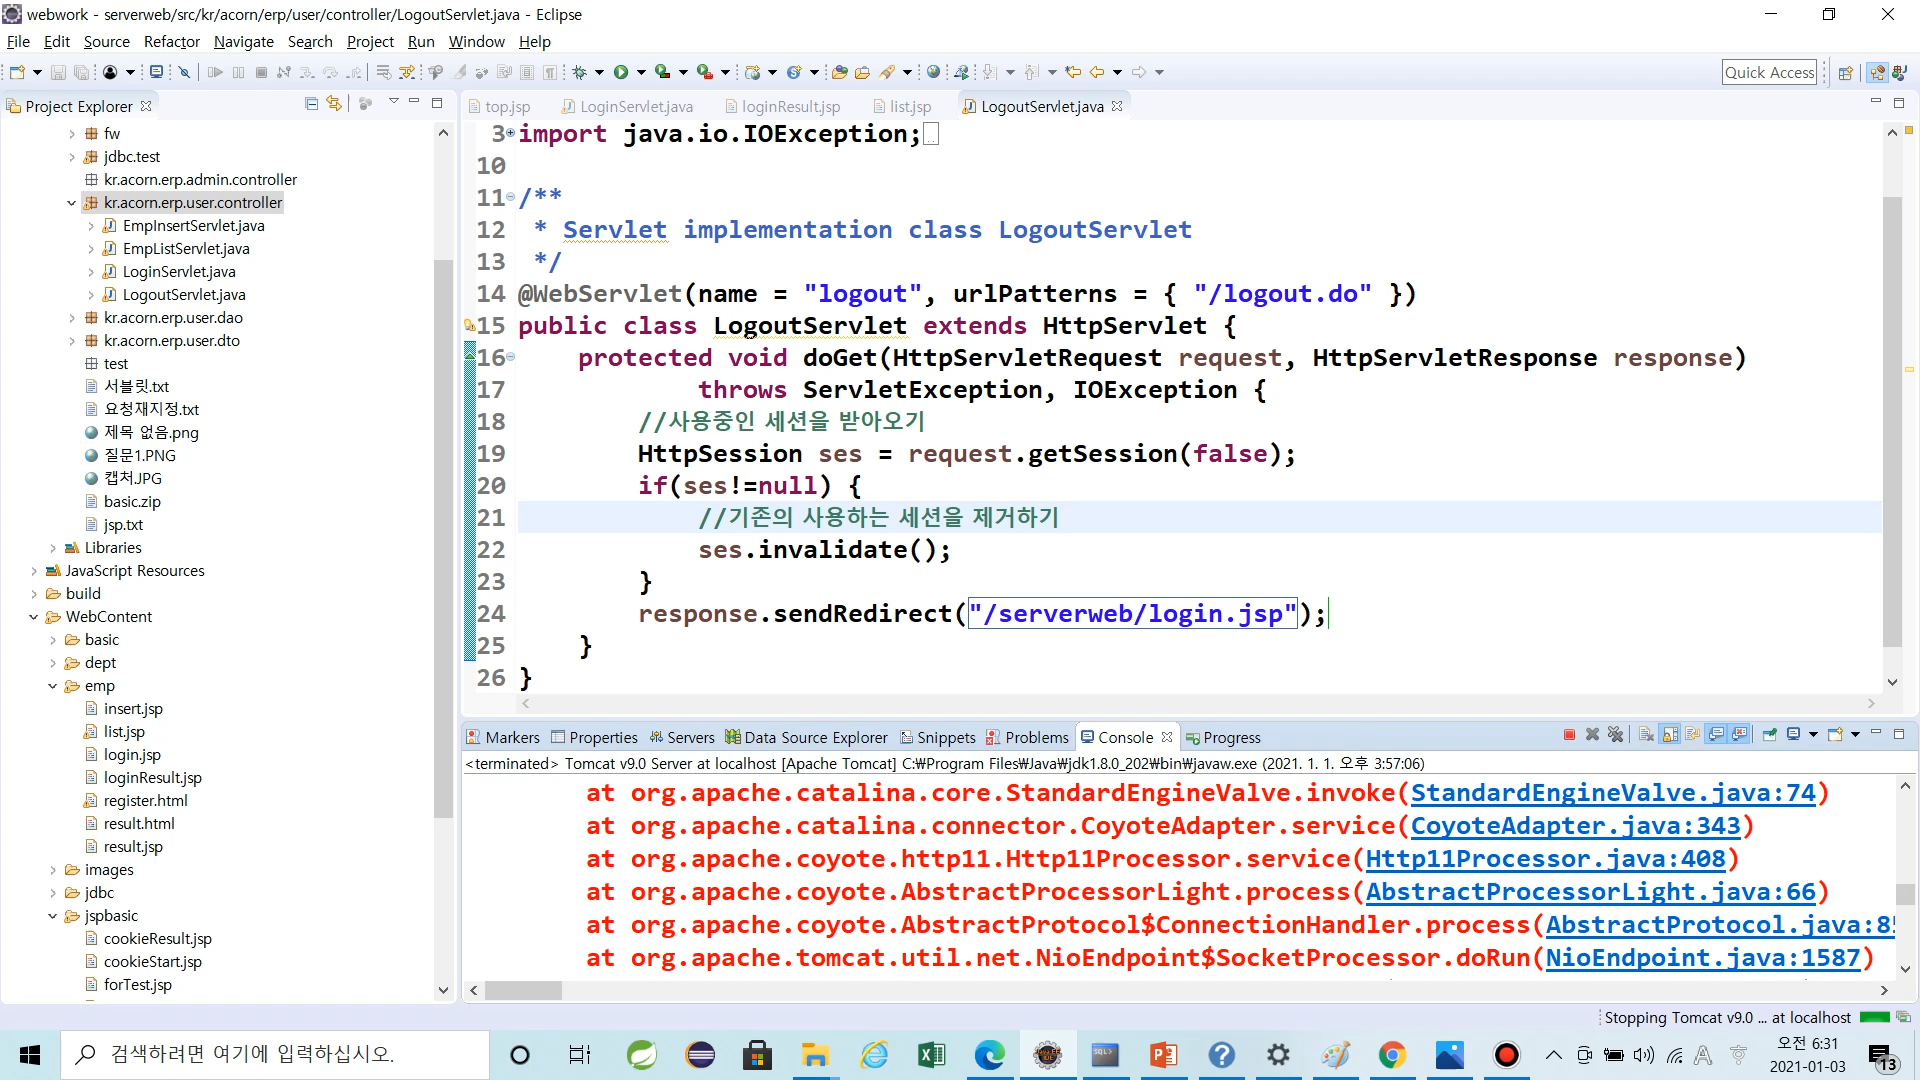 webwork - serverweb/src/kr/acorn/erp/user/controller/LogoutServlet.java - Eclipse
File Edit Source Refactor Navigate Search Project Run Window Help
Quick Access
Project Explorer
fw
jdbc.test
kr.acorn.erp.admin.controller
kr.acorn.erp.user.controller
EmpInsertServlet.java
EmpListServlet.java
LoginServlet.java
LogoutServlet.java
kr.acorn.erp.user.dao
kr.acorn.erp.user.dto
test
서블릿.txt
요청재지정.txt
제목 없음.png
질문1.PNG
캡처.JPG
basic.zip
jsp.txt
Libraries
JavaScript Resources
build
WebContent
basic
dept
emp
insert.jsp
list.jsp
login.jsp
loginResult.jsp
register.html
result.html
result.jsp
images
jdbc
jspbasic
cookieResult.jsp
cookieStart.jsp
forTest.jsp
top.jsp LoginServlet.java loginResult.jsp list.jsp LogoutServlet.java
3 import java.io.IOException;
10
11 /**
12 * Servlet implementation class LogoutServlet
13 */
14 @WebServlet(name = "logout", urlPatterns = { "/logout.do" })
15 public class LogoutServlet extends HttpServlet {
16 protected void doGet(HttpServletRequest request, HttpServletResponse response)
17 throws ServletException, IOException {
18 //사용중인 세션을 받아오기
19 HttpSession ses = request.getSession(false);
20 if(ses!=null) {
21 //기존의 사용하는 세션을 제거하기
22 ses.invalidate();
23 }
24 response.sendRedirect("/serverweb/login.jsp");
25 }
26 }
Markers Properties Servers Data Source Explorer Snippets Problems Console Progress
<terminated> Tomcat v9.0 Server at localhost [Apache Tomcat] C:₩Program Files₩Java₩jdk1.8.0_202₩bin₩javaw.exe (2021. 1. 1. 오후 3:57:06)
at org.apache.catalina.core.StandardEngineValve.invoke(StandardEngineValve.java:74)
at org.apache.catalina.connector.CoyoteAdapter.service(CoyoteAdapter.java:343)
at org.apache.coyote.http11.Http11Processor.service(Http11Processor.java:408)
at org.apache.coyote.AbstractProcessorLight.process(AbstractProcessorLight.java:66)
at org.apache.coyote.AbstractProtocol$ConnectionHandler.process(AbstractProtocol.java:8
at org.apache.tomcat.util.net.NioEndpoint$SocketProcessor.doRun(NioEndpoint.java:1587)
Stopping Tomcat v9.0 ... at localhost
검색하려면 여기에 입력하십시오.
SQL>
오전 6:31
2021-01-03
13